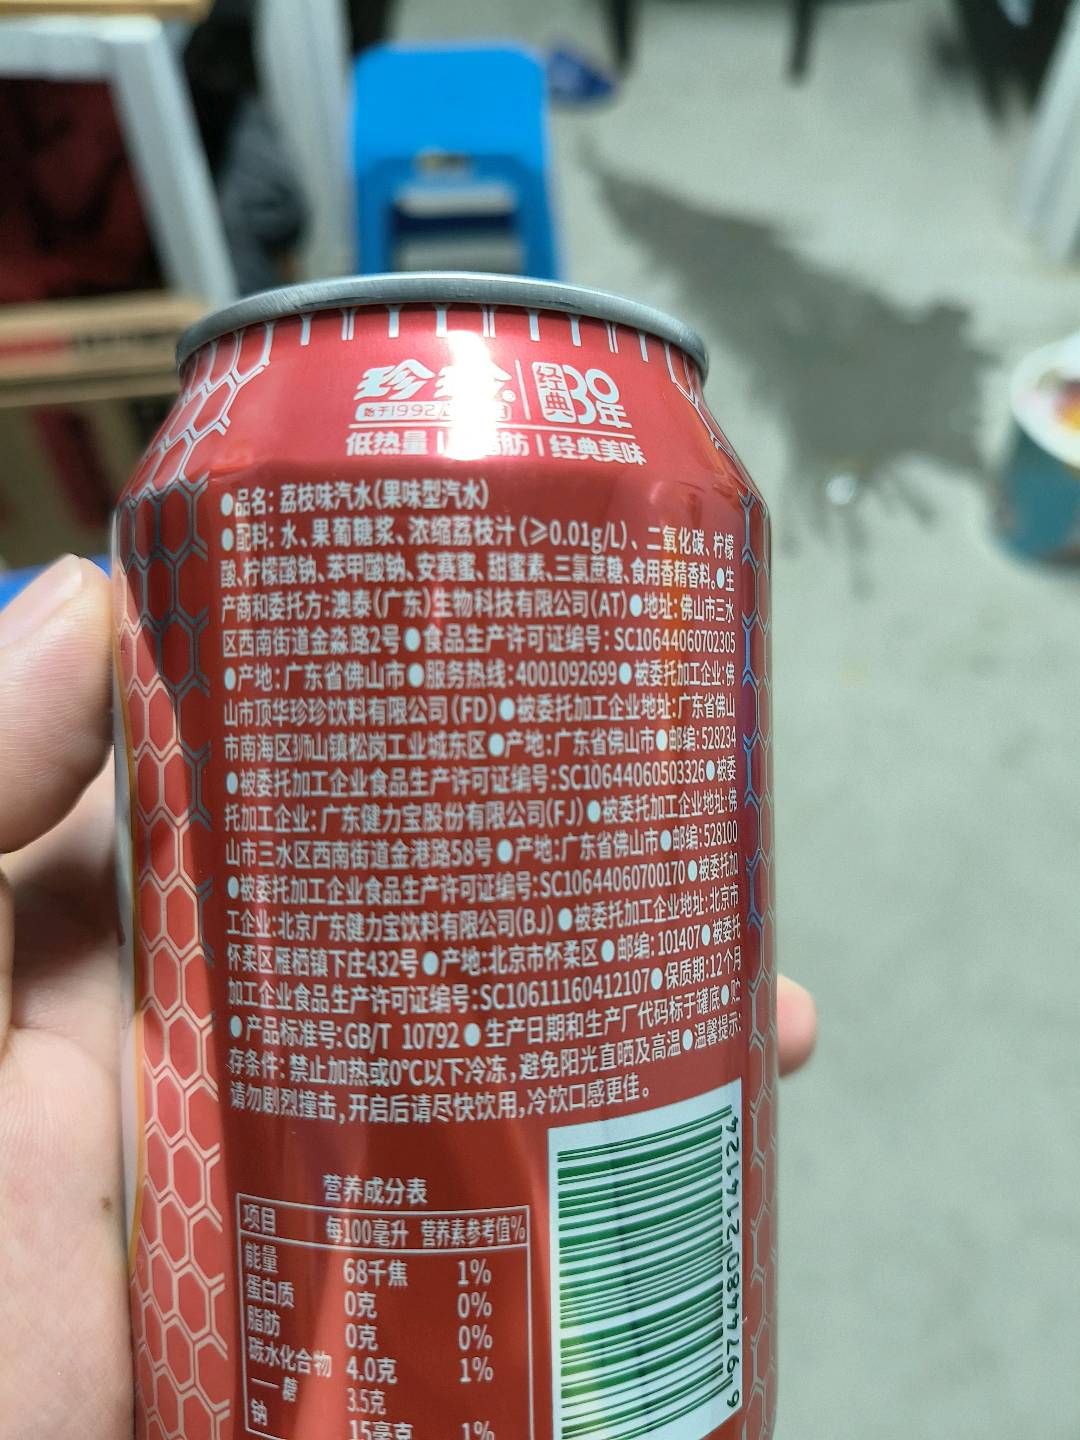 珍珍
始于1992
经典 30年
低热量 | 脂肪 | 经典美味
●品名: 荔枝味汽水(果味型汽水)
●配料: 水、果葡糖浆、浓缩荔枝汁(≥0.01g/L)、二氧化碳、柠檬
酸、柠檬酸钠、苯甲酸钠、安赛蜜、甜蜜素、三氯蔗糖、食用香精香料。●生
产商和委托方:澳泰(广东)生物科技有限公司(AT)●地址: 佛山市三水
区西南街道金淼路2号●食品生产许可证编号: SC10644060702305
●产地:广东省佛山市●服务热线:4001092699●被委托加工企业:佛
山市顶华珍珍饮料有限公司(FD)●被委托加工企业地址:广东省佛山
市南海区狮山镇松岗工业城东区●产地:广东省佛山市●邮编:528234
●被委托加工企业食品生产许可证编号:SC10644060503326●被委
托加工企业:广东健力宝股份有限公司(FJ)●被委托加工企业地址:佛
山市三水区西南街道金港路58号●产地:广东省佛山市●邮编:528100
●被委托加工企业食品生产许可证编号:SC10644060700170●被委托加
工企业:北京广东健力宝饮料有限公司(BJ)●被委托加工企业地址:北京市
怀柔区雁栖镇下庄432号●产地:北京市怀柔区●邮编:101407●被委托
加工企业食品生产许可证编号:SC10611160412107●保质期:12个月
●产品标准号:GB/T 10792●生产日期和生产厂代码标于罐底●贮
存条件: 禁止加热或0℃以下冷冻,避免阳光直晒及高温●温馨提示:
请勿剧烈撞击,开启后请尽快饮用,冷饮口感更佳。
营养成分表
项目 每100毫升 营养素参考值%
能量 68千焦 1%
蛋白质 0克 0%
脂肪 0克 0%
碳水化合物 4.0克 1%
——糖 3.5克
钠 15毫克 1%
6974480214124